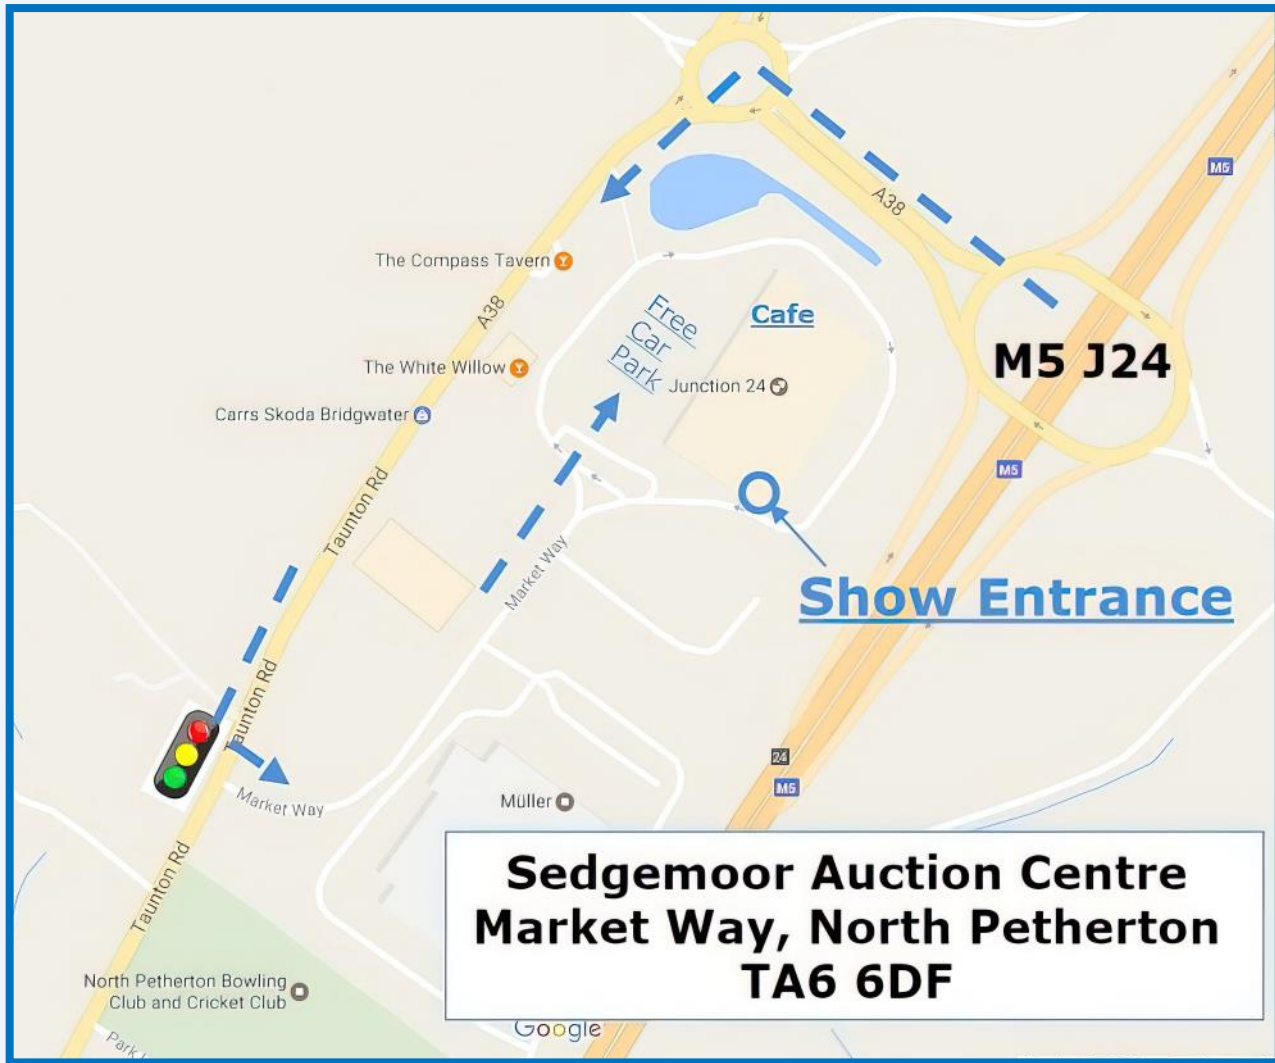 M5
A38
The Compass Tavern
A38
Free
Car
Park
Cafe
The White Willow
Junction 24
M5 J24
Carrs Skoda Bridgwater
M5
Taunton Rd
Market Way
Show Entrance
Taunton Rd
24
M5
Market Way
Müller
Taunton Rd
Sedgemoor Auction Centre
Market Way, North Petherton
TA6 6DF
North Petherton Bowling
Club and Cricket Club
Google
Park